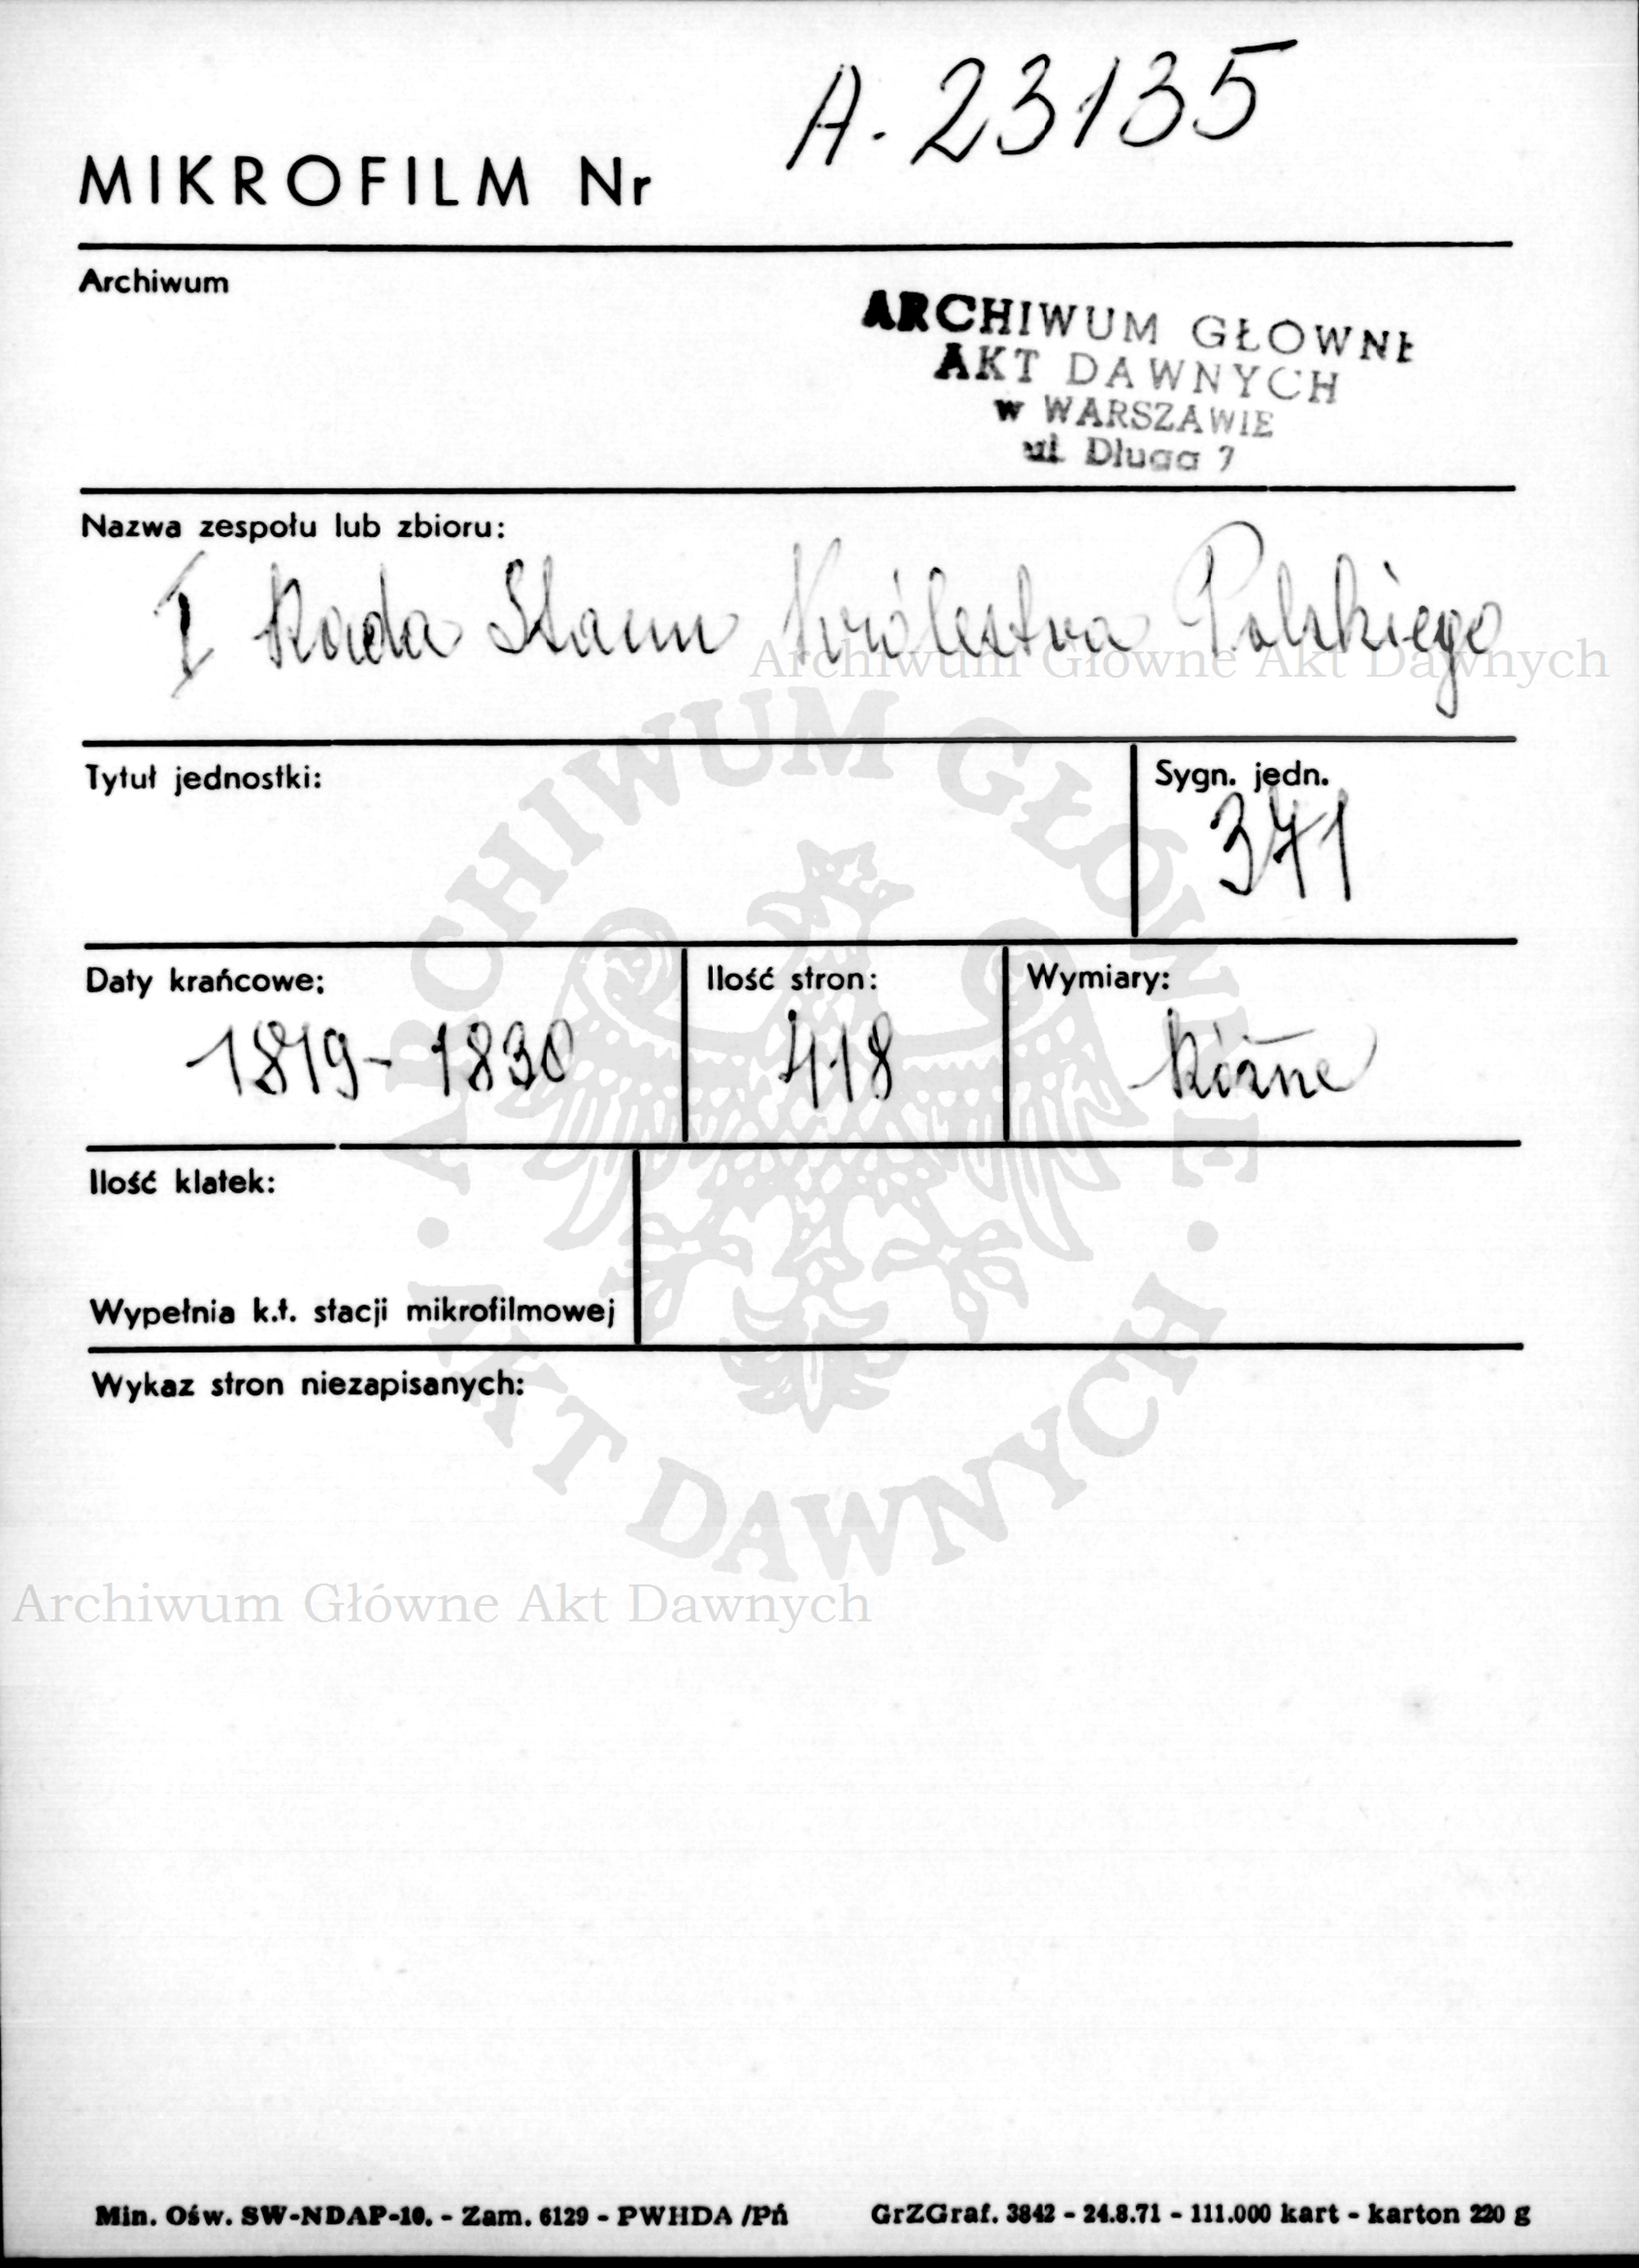 A. 23135
MIKROFILM Nr
Archiwum
ARCHIWUM GŁOWNE
AKT DAWNYCH
w WARSZAWIE
ul. Długa 7
Nazwa zespołu lub zbioru:
I Rada Stanu Królestwa Polskiego
Archiwum Główne Akt Dawnych
Tytuł jednostki:
Sygn. jedn.
371
ARCHIWUM GŁÓWNE
Daty krańcowe:
Ilość stron:
Wymiary:
1819 - 1830
418
Różne
Ilość klatek:
Wypełnia k.t. stacji mikrofilmowej
Wykaz stron niezapisanych:
· AKT DAWNYCH ·
Archiwum Główne Akt Dawnych
Min. Ośw. SW-NDAP-10. - Zam. 6129 - PWHDA /Pń GrZGraf. 3842 - 24.8.71 - 111.000 kart - karton 220 g